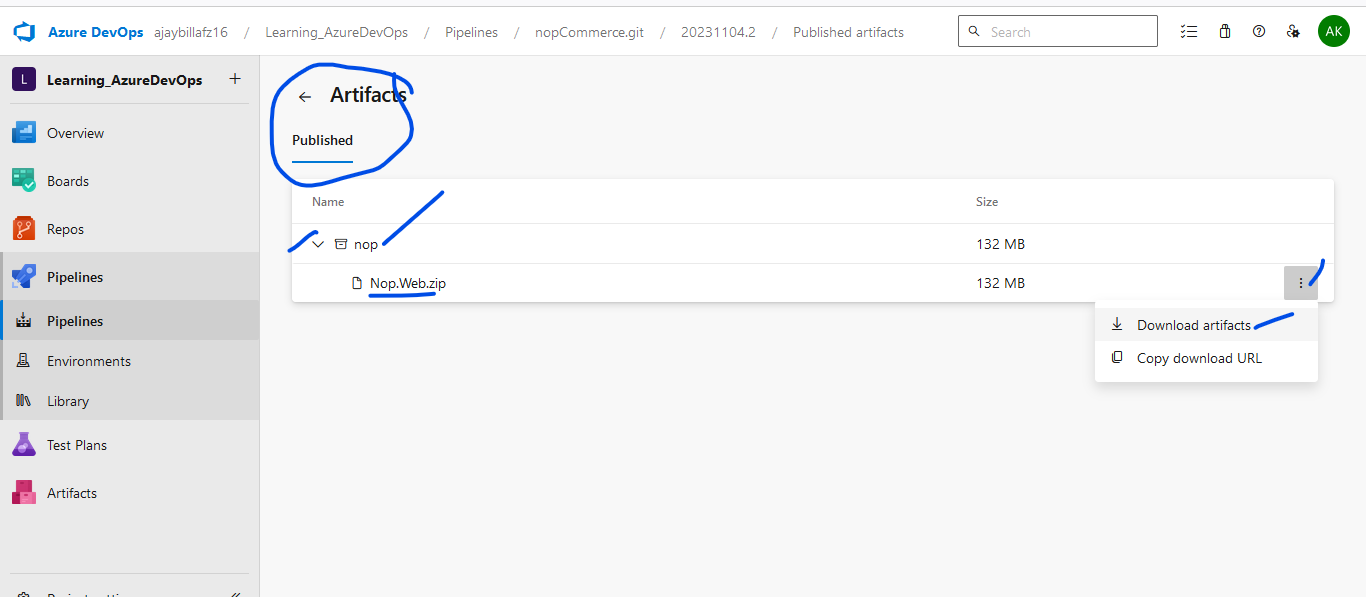 Azure DevOps ajaybillafz16 / Learning_AzureDevOps / Pipelines / nopCommerce.git / 20231104.2 / Published artifacts Search AK
L Learning_AzureDevOps +
Overview
Boards
Repos
Pipelines
Pipelines
Environments
Library
Test Plans
Artifacts
Artifacts
Published
Name Size
nop 132 MB
Nop.Web.zip 132 MB
Download artifacts
Copy download URL